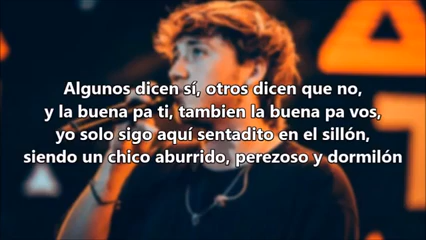 Algunos dicen sí, otros dicen que no,
y la buena pa ti, tambien la buena pa vos,
yo solo sigo aquí sentadito en el sillón,
siendo un chico aburrido, perezoso y dormilón